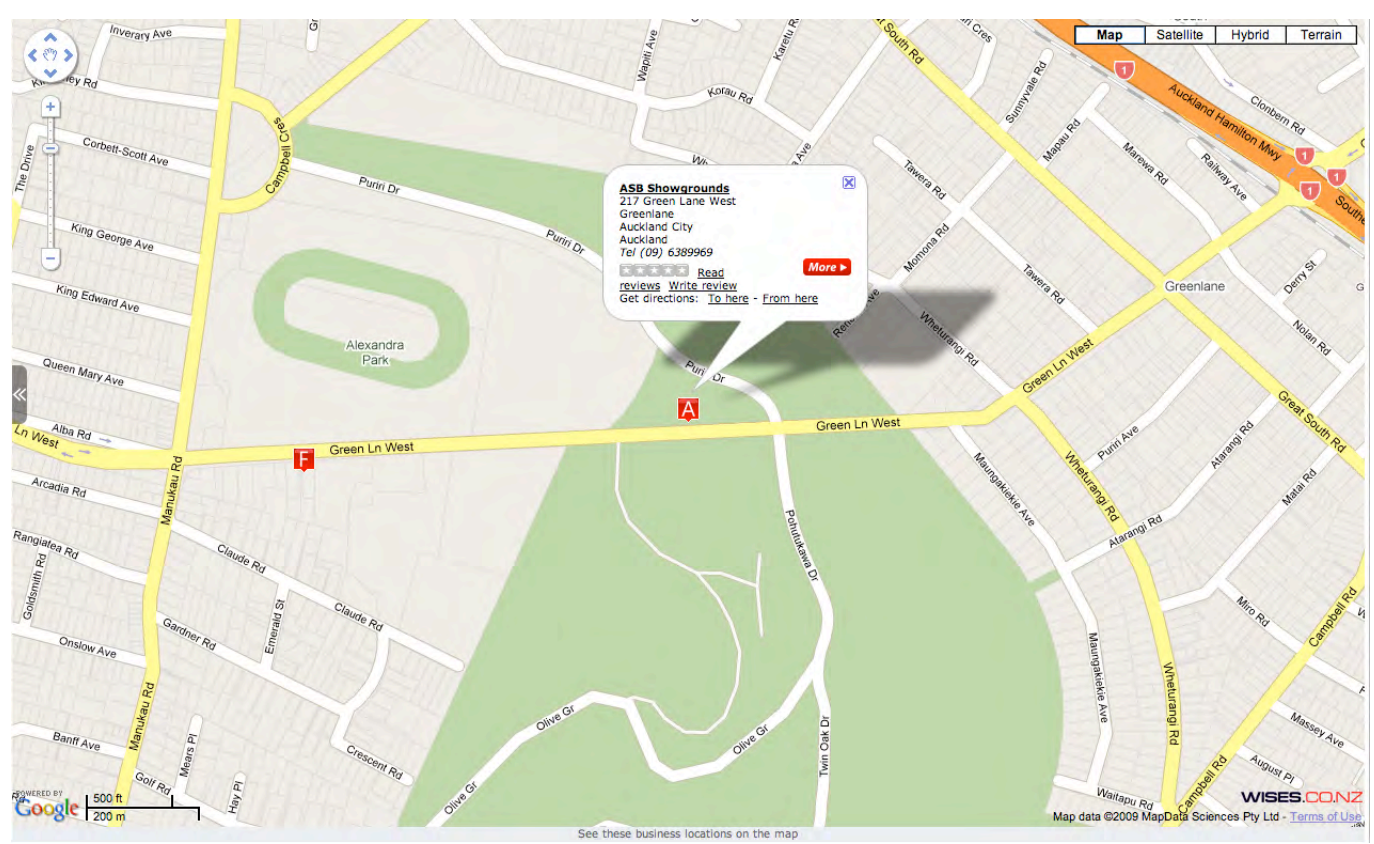 Inverary Ave
Wapiti Ave
Karetu Rd
South Rd
Map
Satellite
Hybrid
Terrain
1
Korau Rd
Sunnyvale Rd
Auckland Hamilton Mwy
Clonbern Rd
Corbett-Scott Ave
The Drive
Campbell Cres
Puriri Dr
Mapau Rd
Marewa Rd
Railway Ave
1
1
1
Tawera Rd
ASB Showgrounds
217 Green Lane West
Greenlane
Auckland City
Auckland
Tel (09) 6389969
More
Read
reviews Write review
Get directions: To here - From here
King George Ave
Puriri Dr
Momona Rd
Tawera Rd
Greenlane
Derry St
King Edward Ave
Alexandra
Park
Wheturangi Rd
Nolan Rd
Queen Mary Ave
Puriri Dr
Green Ln West
Great South Rd
A
Alba Rd
Ln West
F
Green Ln West
Green Ln West
Puriri Ave
Atarangi Rd
Arcadia Rd
Manukau Rd
Maungakiekie Ave
Wheturangi Rd
Matai Rd
Rangiatea Rd
Claude Rd
Pohutukawa Dr
Atarangi Rd
Goldsmith Rd
Emerald St
Claude Rd
Gardner Rd
Miro Rd
Campbell Rd
Onslow Ave
Maungakiekie Ave
Wheturangi Rd
Manukau Rd
Olive Gr
Olive Gr
Twin Oak Dr
Massey Ave
Banff Ave
Mears Pl
Crescent Rd
August Pl
Golf Rd
Hay Pl
Olive Gr
Waitapu Rd
Campbell Rd
POWERED BY
Google
500 ft
200 m
WISES.CO.NZ
Map data ©2009 MapData Sciences Pty Ltd - Terms of Use
See these business locations on the map